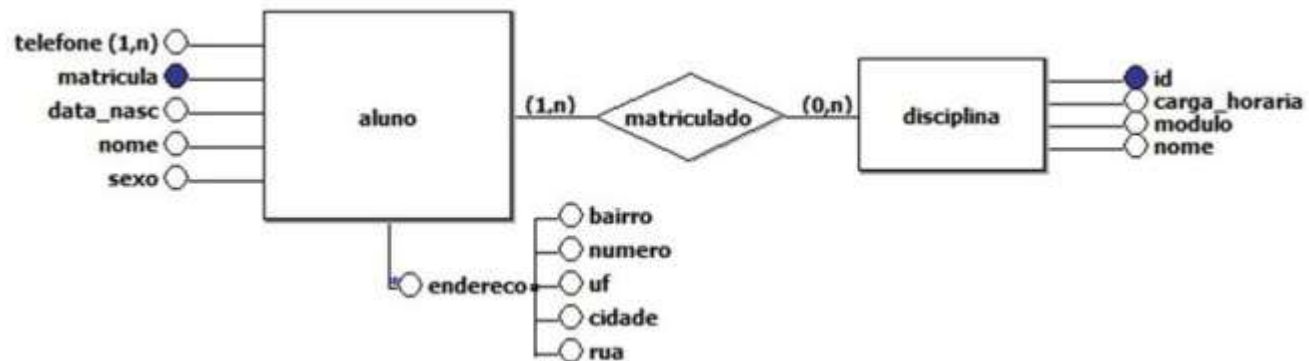 telefone (1,n)
matricula
data_nasc
nome
sexo
aluno
(1,n)
matriculado
(0,n)
disciplina
id
carga_horaria
modulo
nome
endereco
bairro
numero
uf
cidade
rua